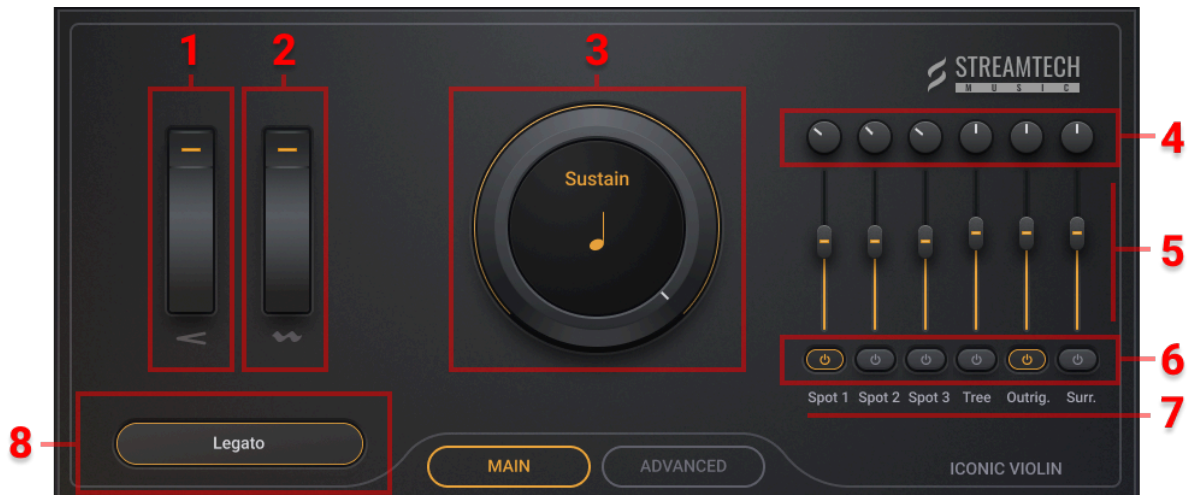 1
2
3
STREAMTECH
MUSIC
4
Sustain
5
6
Spot 1 Spot 2 Spot 3 Tree Outrig. Surr.
7
8
Legato
MAIN
ADVANCED
ICONIC VIOLIN